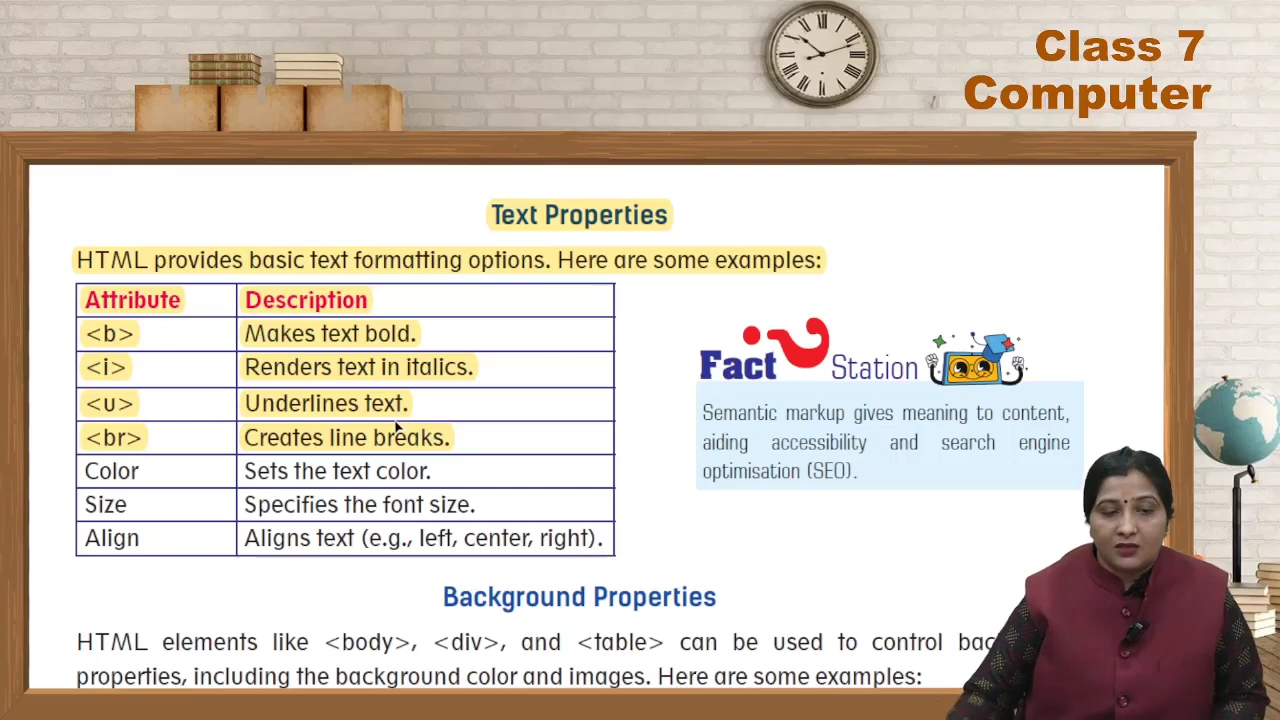 Class 7
Computer
Text Properties
HTML provides basic text formatting options. Here are some examples:
Attribute Description
<b> Makes text bold.
<i> Renders text in italics.
<u> Underlines text.
<br> Creates line breaks.
Color Sets the text color.
Size Specifies the font size.
Align Aligns text (e.g., left, center, right).
Fact Station
Semantic markup gives meaning to content,
aiding accessibility and search engine
optimisation (SEO).
Background Properties
HTML elements like <body>, <div>, and <table> can be used to control
properties, including the background color and images. Here are some examples: